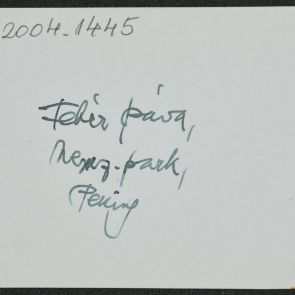 2004-1445
Fehér páva,
park,
Peking